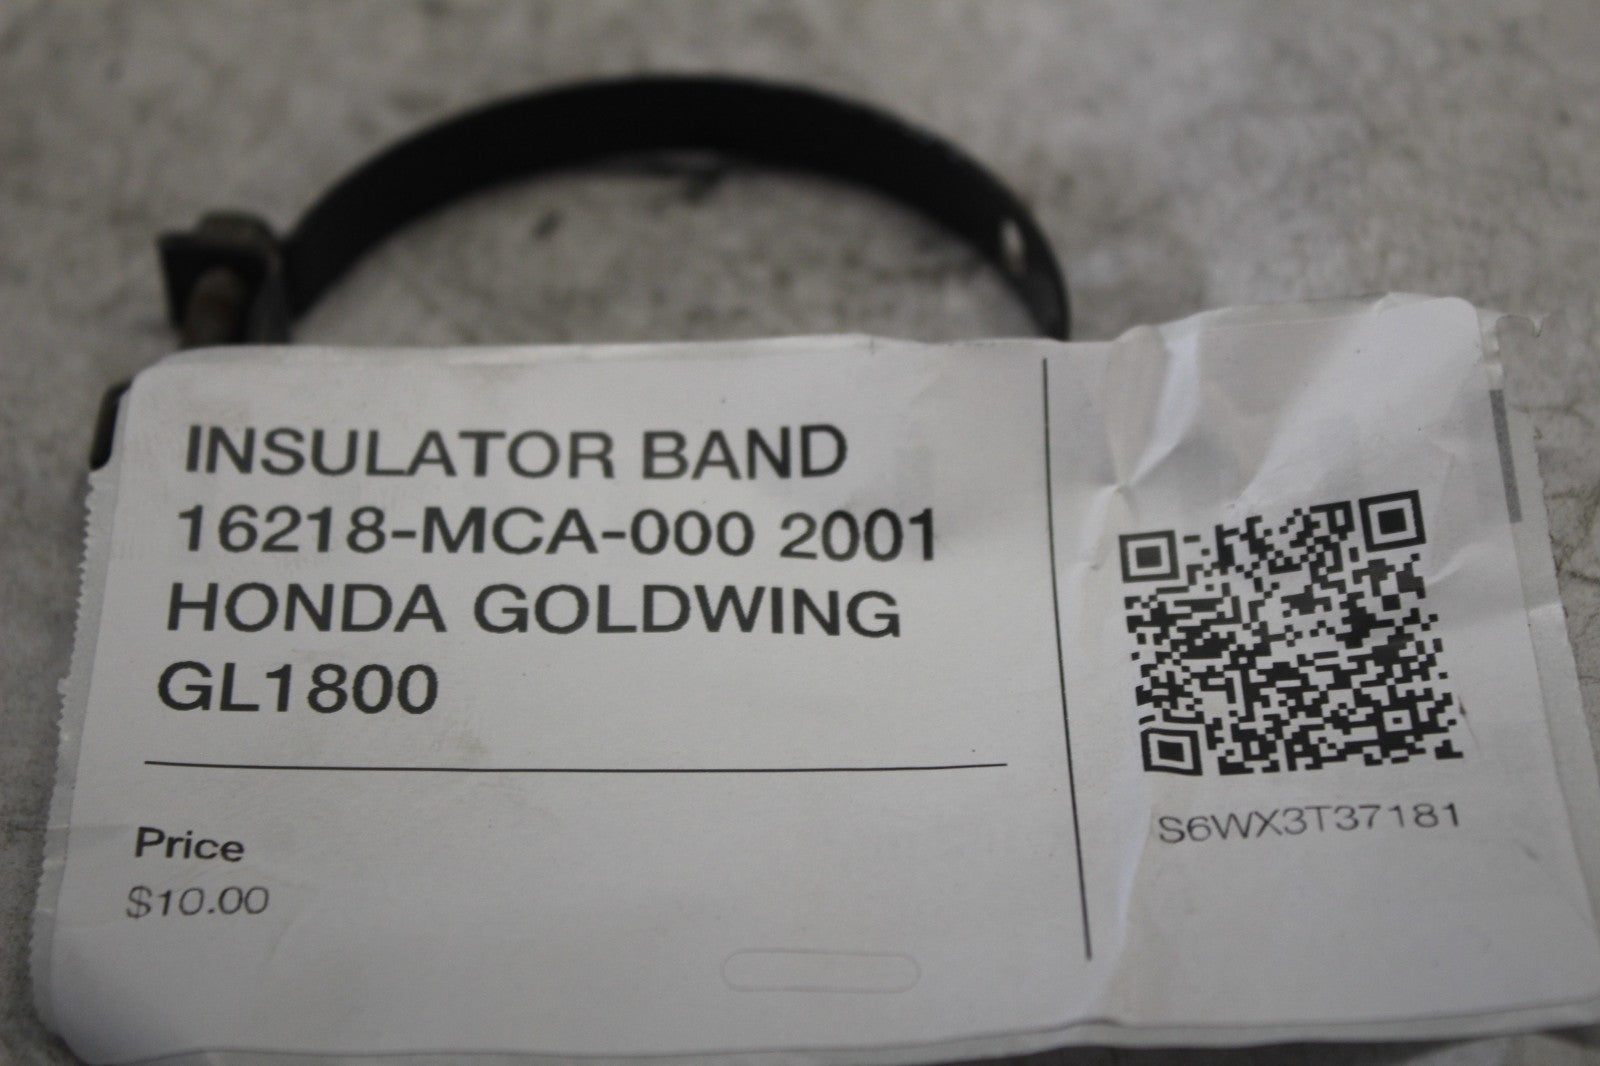 INSULATOR BAND
16218-MCA-000 2001
HONDA GOLDWING
GL1800
Price
$10.00
S6WX3T37181